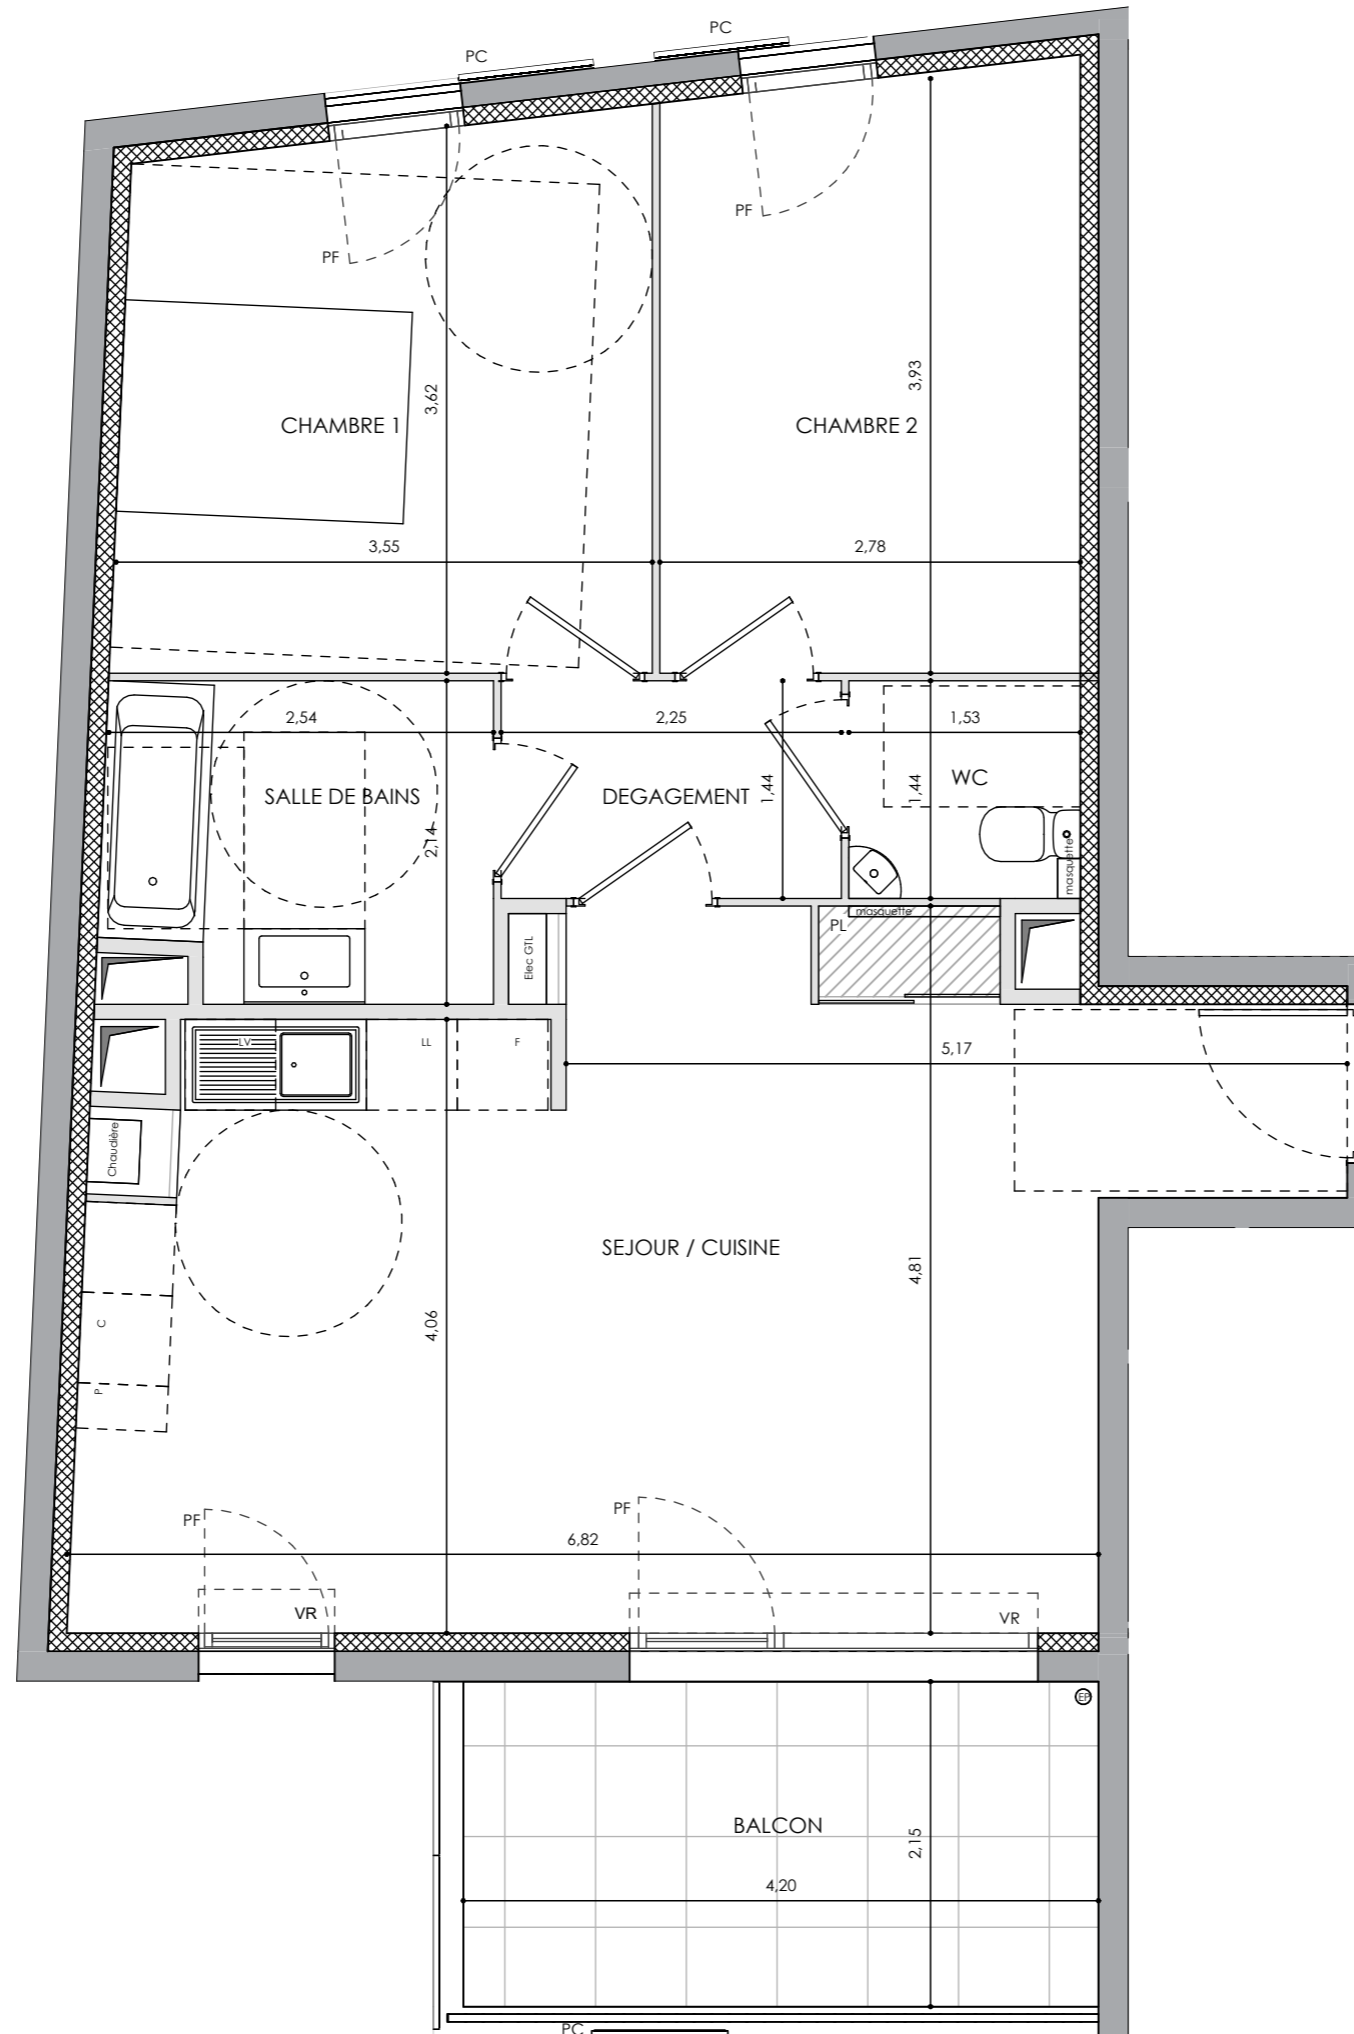 PC
PC
PF
PF
3,62
3,93
CHAMBRE 1
CHAMBRE 2
3,55
2,78
2,54
2,25
1,53
SALLE DE BAINS
DEGAGEMENT
WC
1,44
1,44
2,14
masquette
masquette
PL
Elec GTL
LV
LL
F
5,17
Chaudière
SEJOUR / CUISINE
4,81
4,06
C
P
PF
PF
6,82
VR
VR
EP
BALCON
2,15
4,20
PC